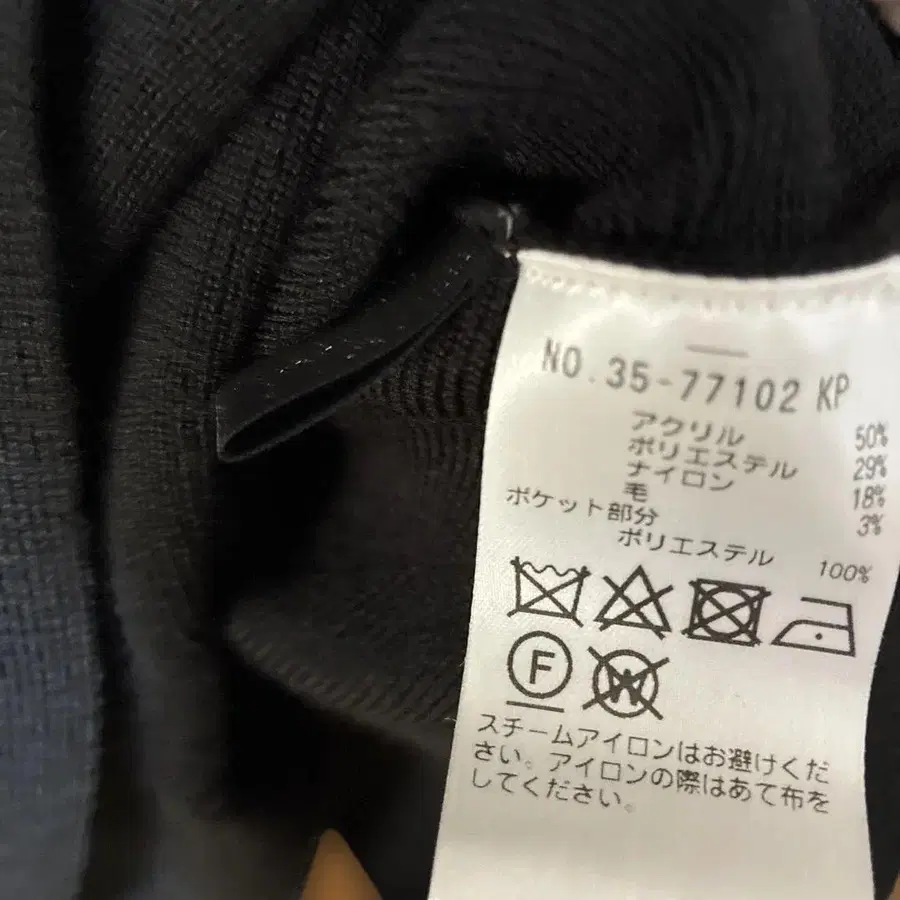 NO.35-77102 KP
アクリル 50%
ポリエステル 29%
ナイロン 18%
毛 3%
ポケット部分
ポリエステル 100%
F W
スチームアイロンはお避けくだ
さい。アイロンの際はあて布を
してください。